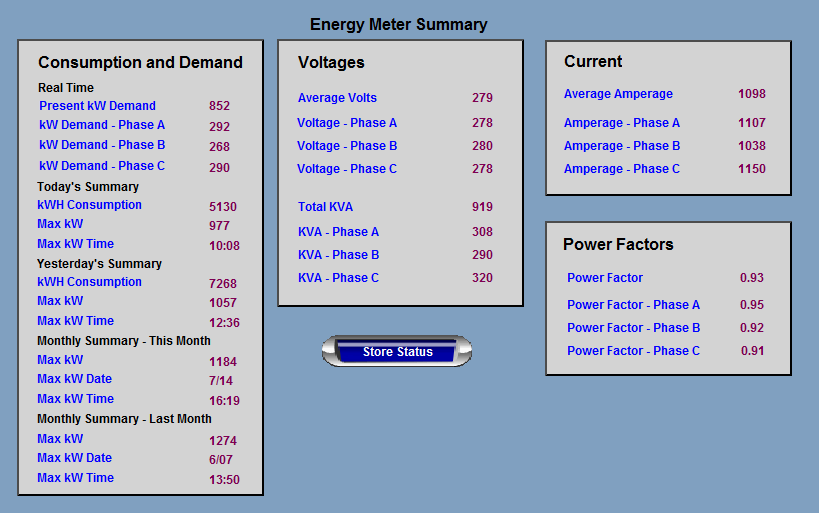 Energy Meter Summary
Consumption and Demand
Real Time
Present kW Demand 852
kW Demand - Phase A 292
kW Demand - Phase B 268
kW Demand - Phase C 290
Today's Summary
kWH Consumption 5130
Max kW 977
Max kW Time 10:08
Yesterday's Summary
kWH Consumption 7268
Max kW 1057
Max kW Time 12:36
Monthly Summary - This Month
Max kW 1184
Max kW Date 7/14
Max kW Time 16:19
Monthly Summary - Last Month
Max kW 1274
Max kW Date 6/07
Max kW Time 13:50
Voltages
Average Volts 279
Voltage - Phase A 278
Voltage - Phase B 280
Voltage - Phase C 278
Total KVA 919
KVA - Phase A 308
KVA - Phase B 290
KVA - Phase C 320
Store Status
Current
Average Amperage 1098
Amperage - Phase A 1107
Amperage - Phase B 1038
Amperage - Phase C 1150
Power Factors
Power Factor 0.93
Power Factor - Phase A 0.95
Power Factor - Phase B 0.92
Power Factor - Phase C 0.91